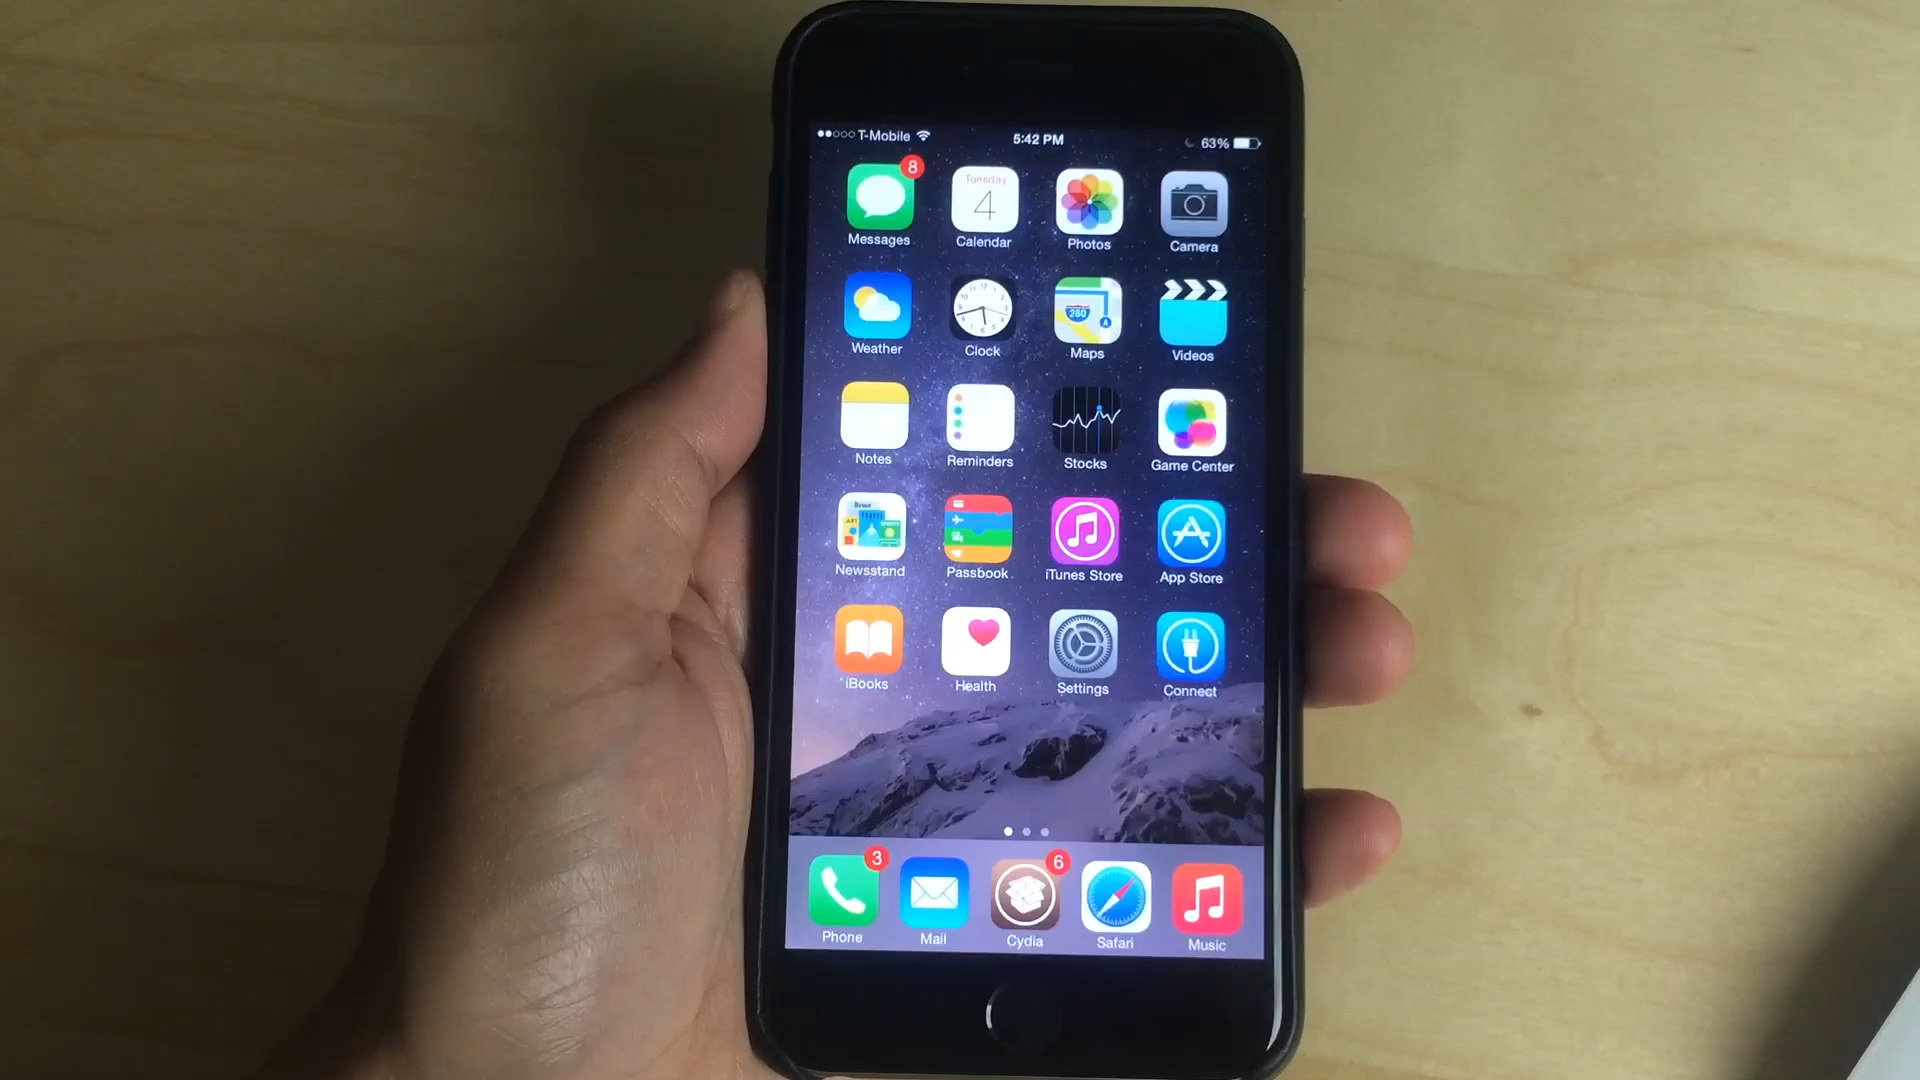 T-Mobile 5:42 PM 63%
8
Tuesday
4
Messages Calendar Photos Camera
280
Weather Clock Maps Videos
Notes Reminders Stocks Game Center
Newsstand Passbook iTunes Store App Store
iBooks Health Settings Connect
3 6
Phone Mail Cydia Safari Music